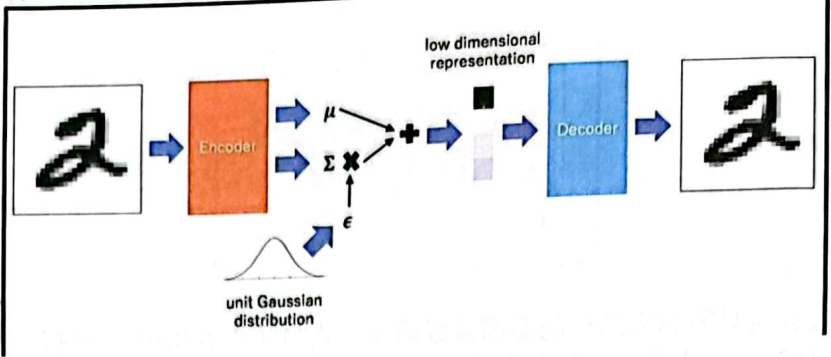 low dimensional
representation
Encoder
μ
Σ ✖
+
ϵ
Decoder
unit Gaussian
distribution